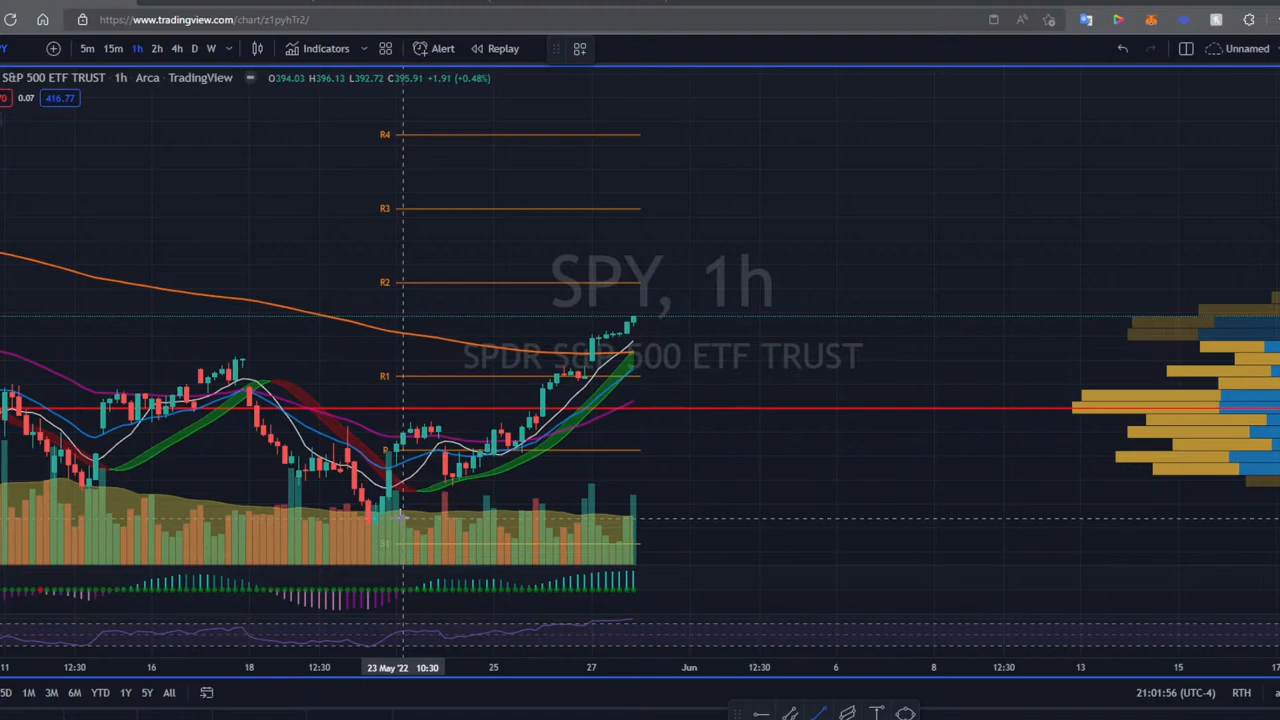 https://www.tradingview.com/chart/z1pyhTr2/
PY 5m 15m 1h 2h 4h D W Indicators Alert Replay Unnamed
S&P 500 ETF TRUST · 1h · Arca · TradingView O394.03 H396.13 L392.72 C395.91 +1.91 (+0.48%)
70 0.07 416.77
R4
R3
R2
SPY, 1h
SPDR S&P 500 ETF TRUST
R1
P
S1
11 12:30 16 18 12:30 23 May '22 10:30 25 27 Jun 12:30 6 8 12:30 13 15 17
5D 1M 3M 6M YTD 1Y 5Y All 21:01:56 (UTC-4) RTH